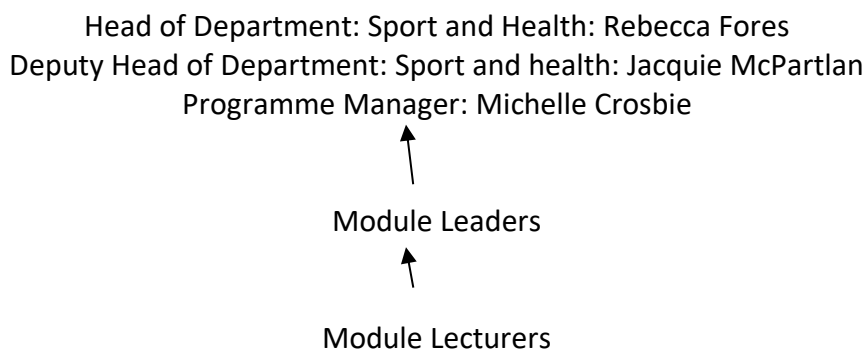 Head of Department: Sport and Health: Rebecca Fores
Deputy Head of Department: Sport and health: Jacquie McPartlan
Programme Manager: Michelle Crosbie
Module Leaders
Module Lecturers